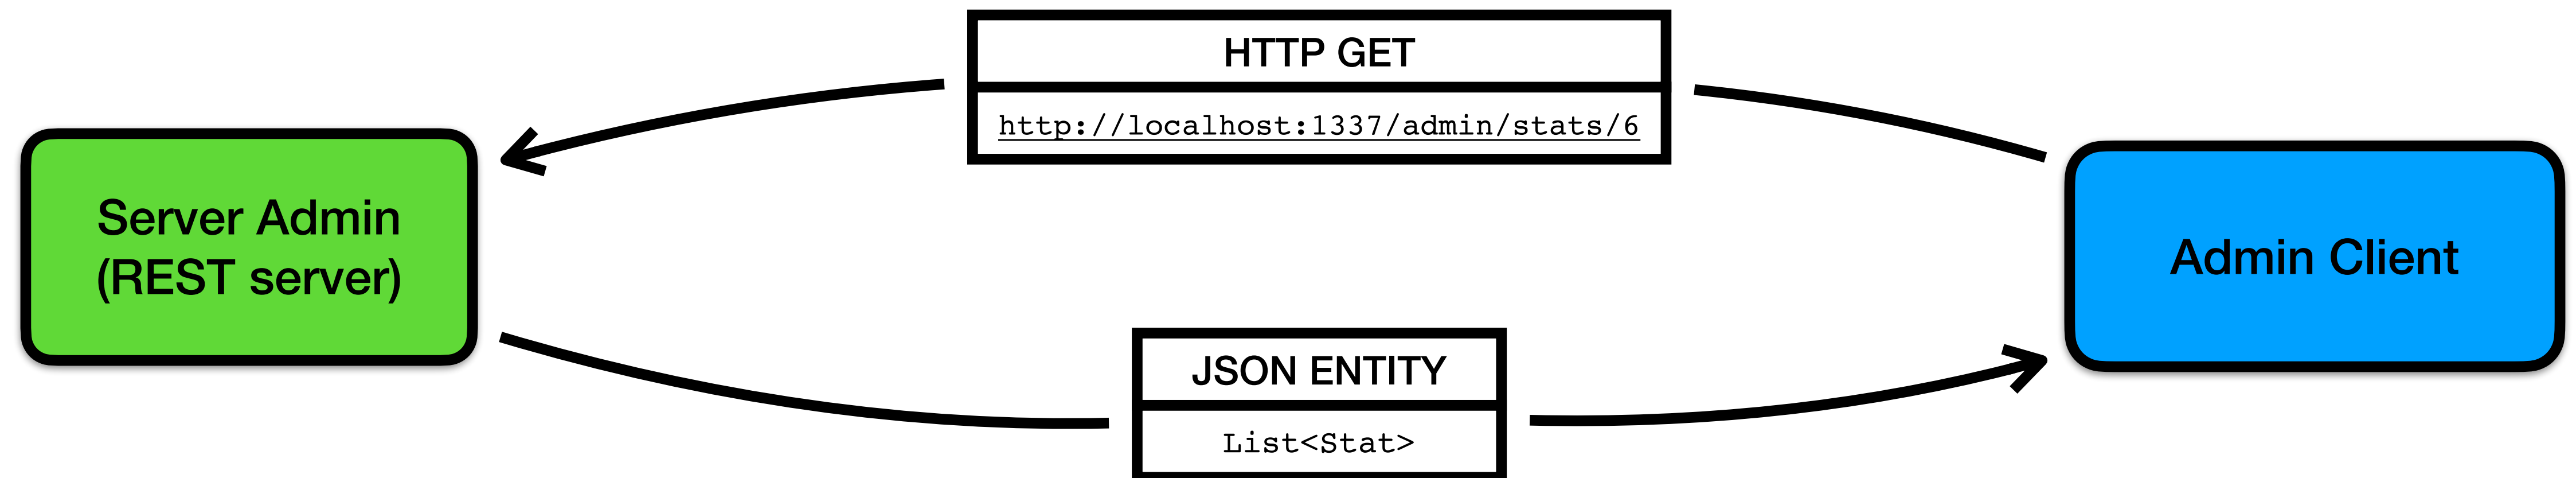 HTTP GET
http://localhost:1337/admin/stats/6
Server Admin
(REST server)
Admin Client
JSON ENTITY
List<Stat>